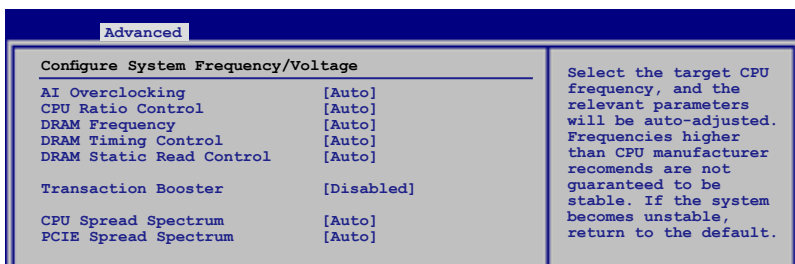 Advanced
Configure System Frequency/Voltage
AI Overclocking [Auto]
CPU Ratio Control [Auto]
DRAM Frequency [Auto]
DRAM Timing Control [Auto]
DRAM Static Read Control [Auto]
Transaction Booster [Disabled]
CPU Spread Spectrum [Auto]
PCIE Spread Spectrum [Auto]
Select the target CPU
frequency, and the
relevant parameters
will be auto-adjusted.
Frequencies higher
than CPU manufacturer
recomends are not
guaranteed to be
stable. If the system
becomes unstable,
return to the default.